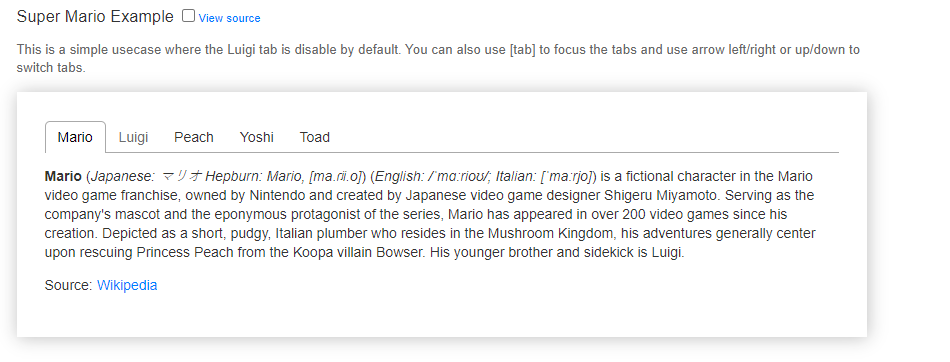 Super Mario Example View source
This is a simple usecase where the Luigi tab is disable by default. You can also use [tab] to focus the tabs and use arrow left/right or up/down to
switch tabs.
Mario Luigi Peach Yoshi Toad
Mario (Japanese: マリオ Hepburn: Mario, [ma.ɾi.o]) (English: /ˈmɑːrioʊ/; Italian: [ˈmaːrjo]) is a fictional character in the Mario
video game franchise, owned by Nintendo and created by Japanese video game designer Shigeru Miyamoto. Serving as the
company's mascot and the eponymous protagonist of the series, Mario has appeared in over 200 video games since his
creation. Depicted as a short, pudgy, Italian plumber who resides in the Mushroom Kingdom, his adventures generally center
upon rescuing Princess Peach from the Koopa villain Bowser. His younger brother and sidekick is Luigi.
Source: Wikipedia